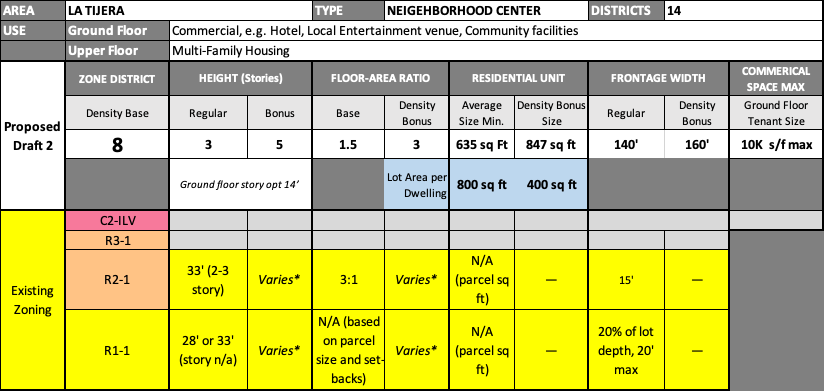 AREA LA TIJERA TYPE NEIGEHBORHOOD CENTER DISTRICTS 14
USE Ground Floor Commercial, e.g. Hotel, Local Entertainment venue, Community facilities
Upper Floor Multi-Family Housing
ZONE DISTRICT HEIGHT (Stories) FLOOR-AREA RATIO RESIDENTIAL UNIT FRONTAGE WIDTH COMMERICAL
SPACE MAX
Proposed
Draft 2
Density Base Regular Bonus Base Density
Bonus
Average
Size Min.
Density Bonus
Size
Regular Density
Bonus
Ground Floor
Tenant Size
8 3 5 1.5 3 635 sq Ft 847 sq ft 140' 160' 10K s/f max
Ground floor story opt 14’
Lot Area per
Dwelling
800 sq ft 400 sq ft
Existing
Zoning
C2-ILV
R3-1
R2-1 33' (2-3
story)
Varies* 3:1 Varies* N/A
(parcel sq
ft)
— 15' —
R1-1 28' or 33'
(story n/a)
Varies* N/A (based
on parcel
size and set-
backs)
Varies* N/A
(parcel sq
ft)
— 20% of lot
depth, 20'
max
—